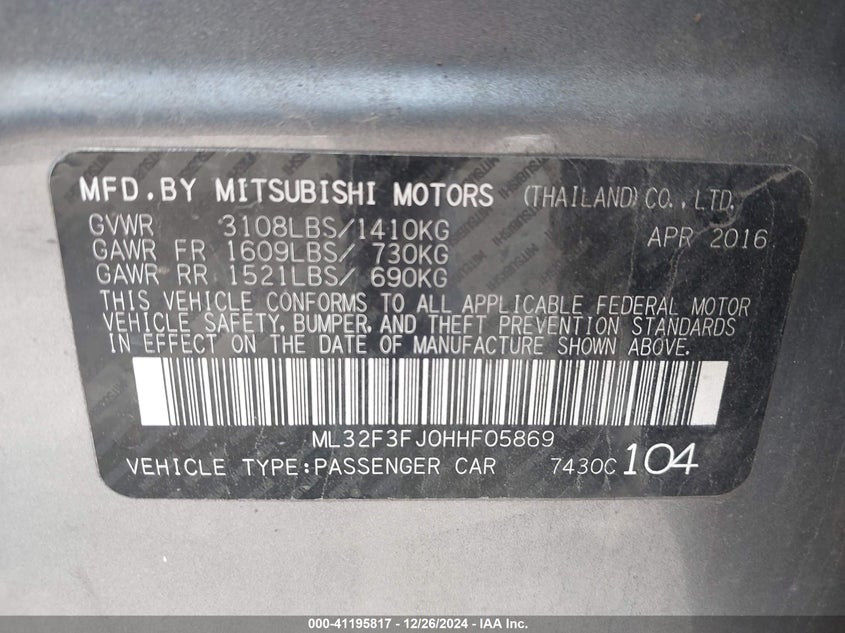 MFD.BY MITSUBISHI MOTORS (THAILAND) CO.,LTD.
GVWR 3108LBS/1410KG APR 2016
GAWR FR 1609LBS/ 730KG
GAWR RR 1521LBS/ 690KG
THIS VEHICLE CONFORMS TO ALL APPLICABLE FEDERAL MOTOR
VEHICLE SAFETY, BUMPER, AND THEFT PREVENTION STANDARDS
IN EFFECT ON THE DATE OF MANUFACTURE SHOWN ABOVE.
ML32F3FJ0HHF05869
VEHICLE TYPE:PASSENGER CAR 7430C 104
000-41195817 - 12/26/2024 - IAA Inc.